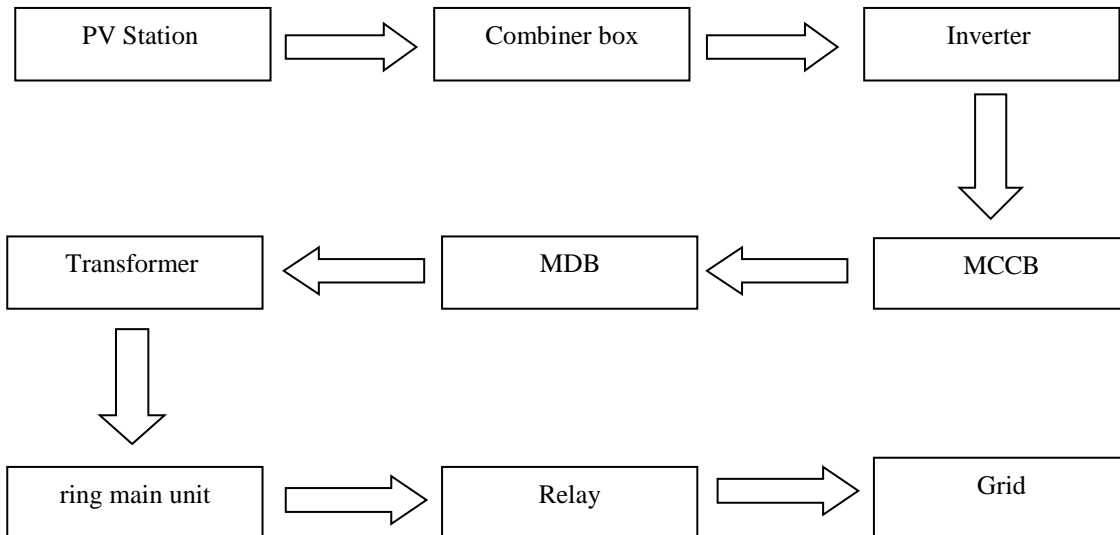 PV Station
Combiner box
Inverter
MCCB
MDB
Transformer
ring main unit
Relay
Grid